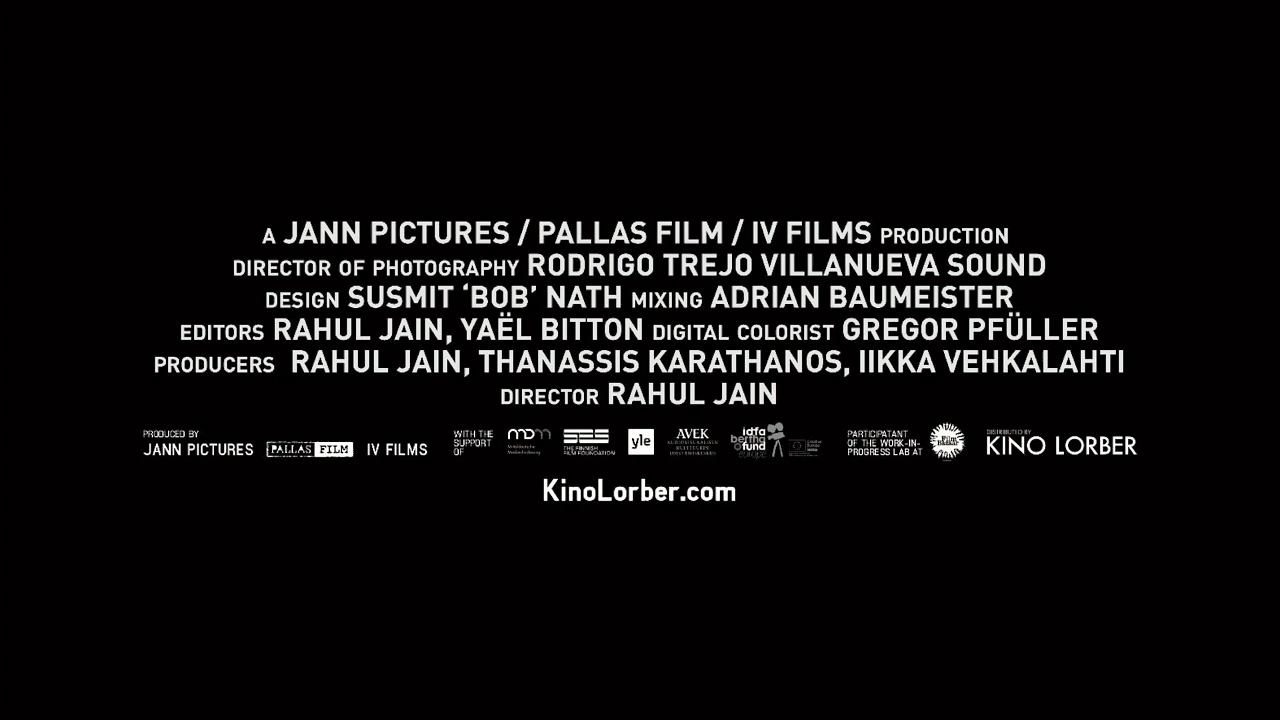 A JANN PICTURES / PALLAS FILM / IV FILMS PRODUCTION
DIRECTOR OF PHOTOGRAPHY RODRIGO TREJO VILLANUEVA SOUND
DESIGN SUSMIT ‘BOB’ NATH MIXING ADRIAN BAUMEISTER
EDITORS RAHUL JAIN, YAËL BITTON DIGITAL COLORIST GREGOR PFÜLLER
PRODUCERS RAHUL JAIN, THANASSIS KARATHANOS, IIKKA VEHKALAHTI
DIRECTOR RAHUL JAIN
PRODUCED BY
JANN PICTURES PALLAS FILM IV FILMS
WITH THE
SUPPORT
OF
THE FINNISH
FILM FOUNDATION
yle
AVEK
idfa
bertha
fund
europe
PARTICIPATANT
OF THE WORK-IN-
PROGRESS LAB AT
DISTRIBUTED BY
KINO LORBER
KinoLorber.com